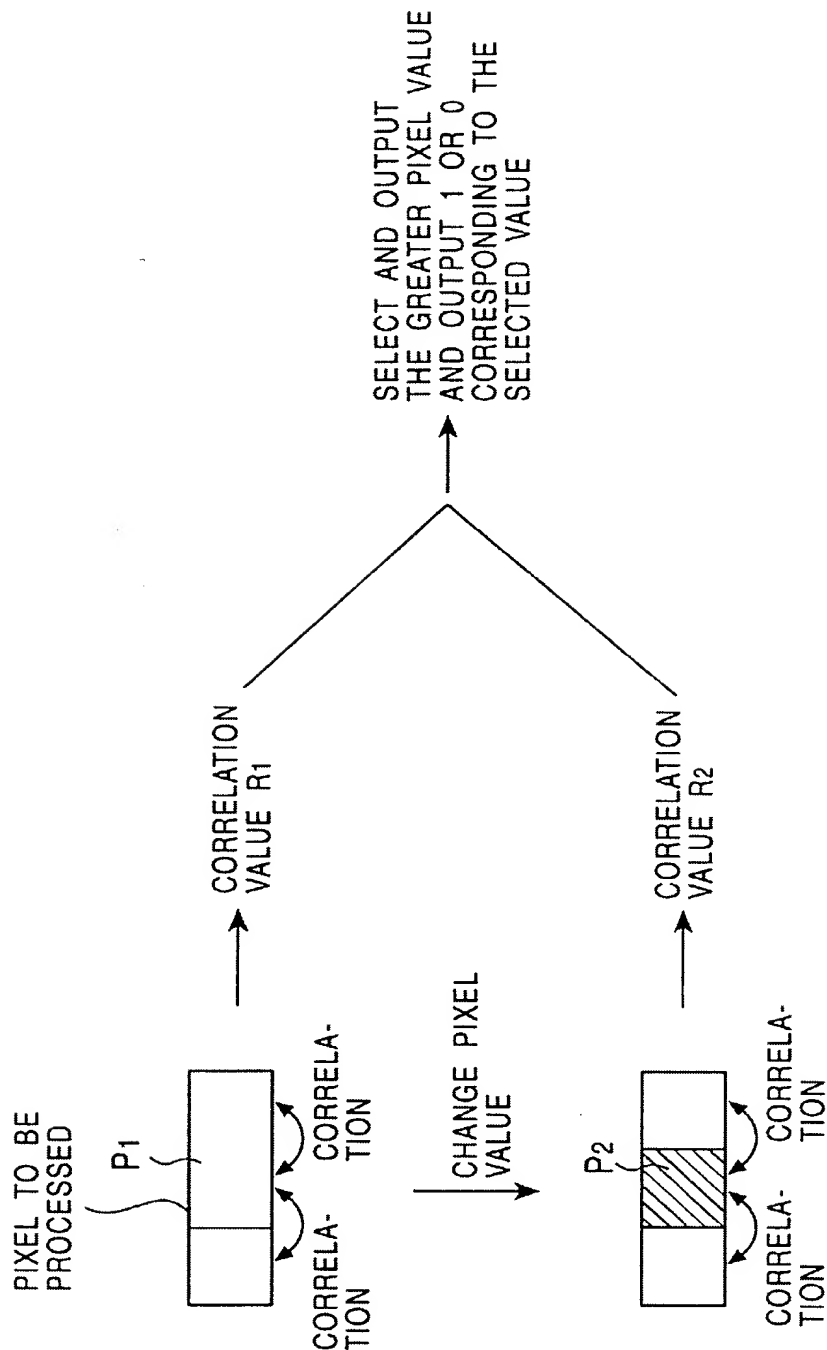 PIXEL TO BE
PROCESSED
P1
CORRELA-
TION
CORRELA-
TION
CORRELATION
VALUE R1
CHANGE PIXEL
VALUE
P2
CORRELA-
TION
CORRELA-
TION
CORRELATION
VALUE R2
SELECT AND OUTPUT
THE GREATER PIXEL VALUE
AND OUTPUT 1 OR 0
CORRESPONDING TO THE
SELECTED VALUE